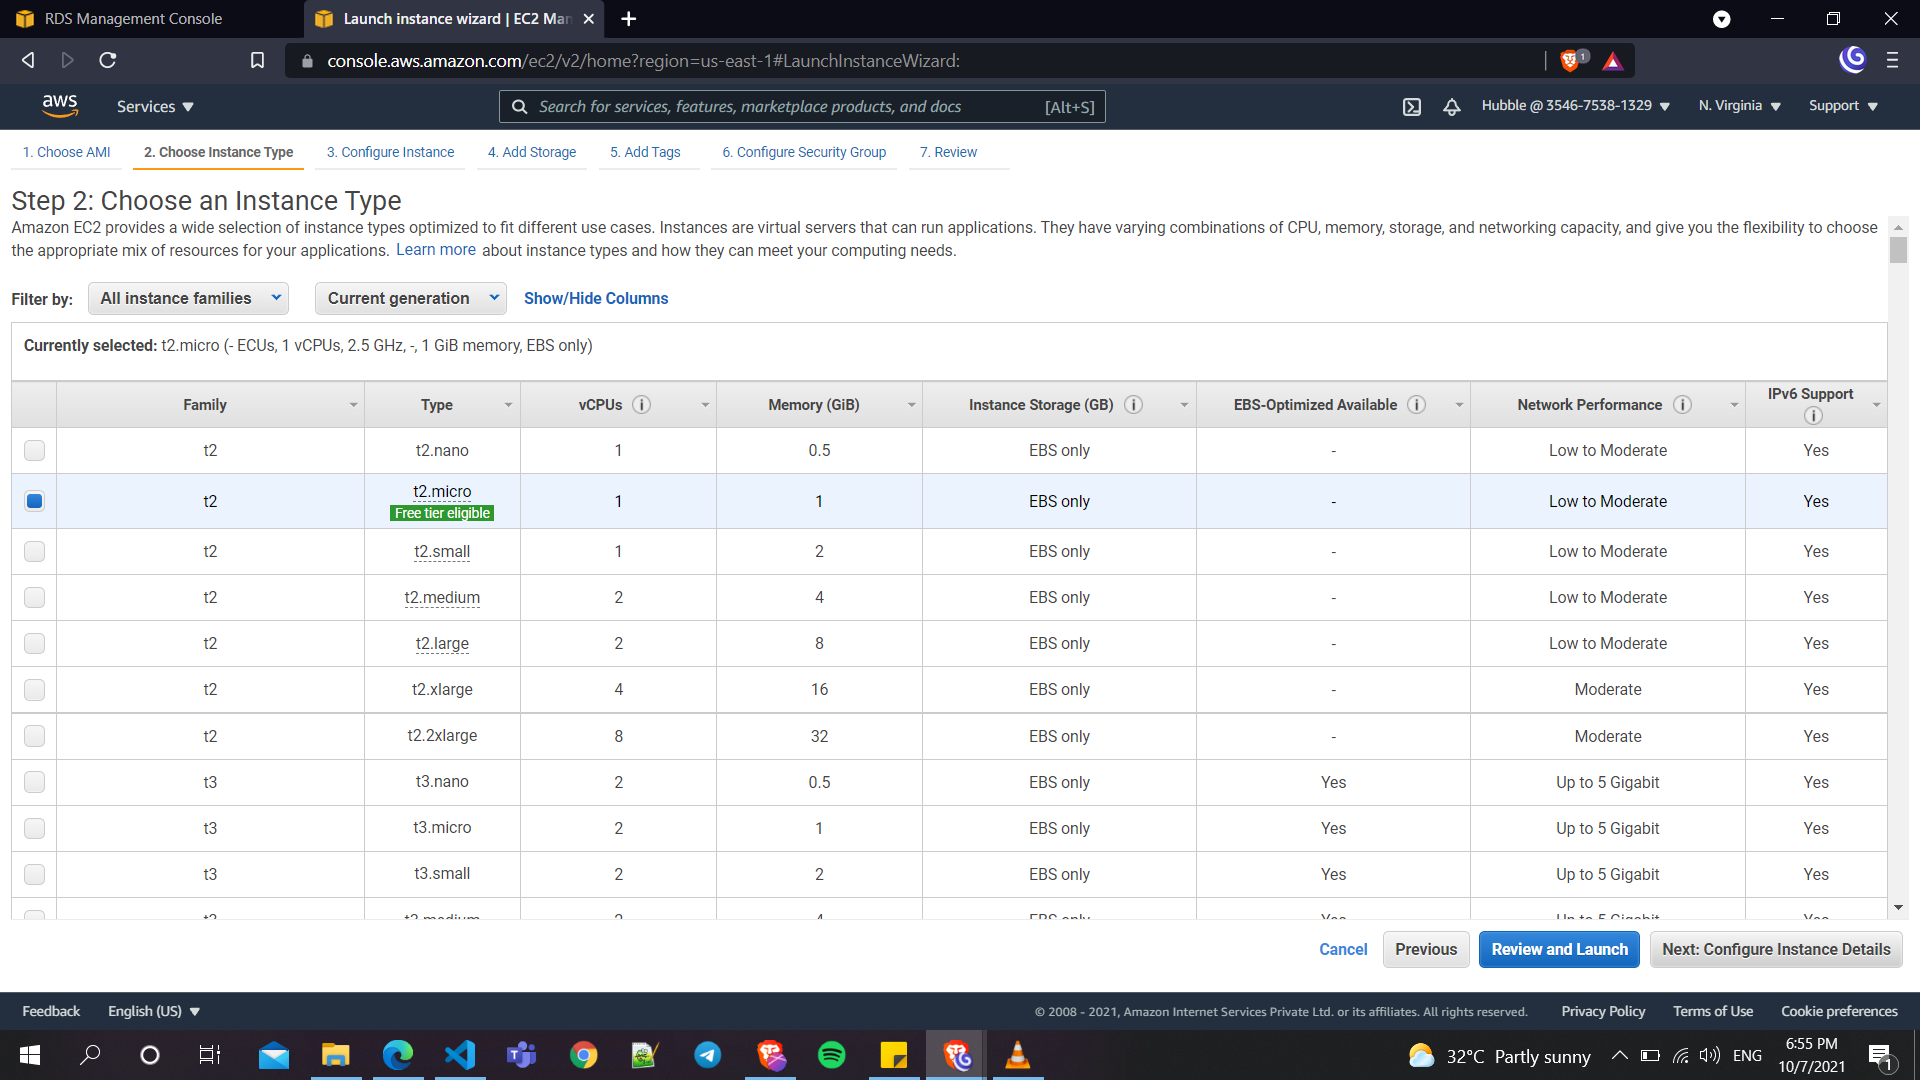 RDS Management Console
Launch instance wizard | EC2 Man
console.aws.amazon.com/ec2/v2/home?region=us-east-1#LaunchInstanceWizard:
1
aws
Services
Search for services, features, marketplace products, and docs [Alt+S]
Hubble @ 3546-7538-1329
N. Virginia
Support
1. Choose AMI
2. Choose Instance Type
3. Configure Instance
4. Add Storage
5. Add Tags
6. Configure Security Group
7. Review
Step 2: Choose an Instance Type
Amazon EC2 provides a wide selection of instance types optimized to fit different use cases. Instances are virtual servers that can run applications. They have varying combinations of CPU, memory, storage, and networking capacity, and give you the flexibility to choose
the appropriate mix of resources for your applications. Learn more about instance types and how they can meet your computing needs.
Filter by: All instance families Current generation Show/Hide Columns
Currently selected: t2.micro (- ECUs, 1 vCPUs, 2.5 GHz, -, 1 GiB memory, EBS only)
Family Type vCPUs Memory (GiB) Instance Storage (GB) EBS-Optimized Available Network Performance IPv6 Support
t2 t2.nano 1 0.5 EBS only - Low to Moderate Yes
t2 t2.micro 1 1 EBS only - Low to Moderate Yes
Free tier eligible
t2 t2.small 1 2 EBS only - Low to Moderate Yes
t2 t2.medium 2 4 EBS only - Low to Moderate Yes
t2 t2.large 2 8 EBS only - Low to Moderate Yes
t2 t2.xlarge 4 16 EBS only - Moderate Yes
t2 t2.2xlarge 8 32 EBS only - Moderate Yes
t3 t3.nano 2 0.5 EBS only Yes Up to 5 Gigabit Yes
t3 t3.micro 2 1 EBS only Yes Up to 5 Gigabit Yes
t3 t3.small 2 2 EBS only Yes Up to 5 Gigabit Yes
t3 t3.medium 2 4 EBS only Yes Up to 5 Gigabit Yes
Cancel Previous Review and Launch Next: Configure Instance Details
Feedback English (US) © 2008 - 2021, Amazon Internet Services Private Ltd. or its affiliates. All rights reserved. Privacy Policy Terms of Use Cookie preferences
32°C Partly sunny ENG
6:55 PM
10/7/2021
1